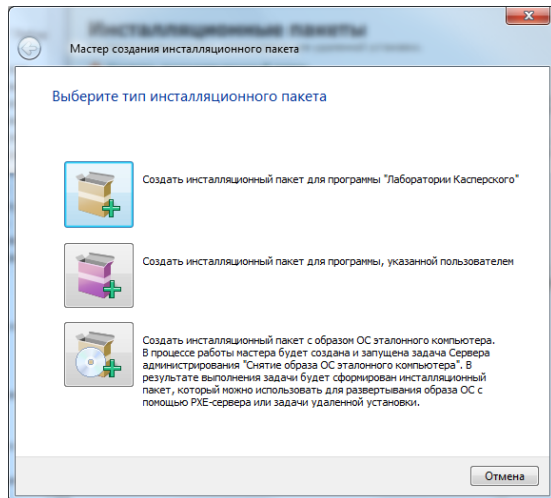 Инсталляционные пакеты
Мастер создания инсталляционного пакета
Выберите тип инсталляционного пакета
Создать инсталляционный пакет для программы "Лаборатории Касперского"
Создать инсталляционный пакет для программы, указанной пользователем
Создать инсталляционный пакет с образом ОС эталонного компьютера.
В процессе работы мастера будет создана и запущена задача Сервера
администрирования "Снятие образа ОС эталонного компьютера". В
результате выполнения задачи будет сформирован инсталляционный
пакет, который можно использовать для развертывания образа ОС с
помощью PXE-сервера или задачи удаленной установки.
Отмена